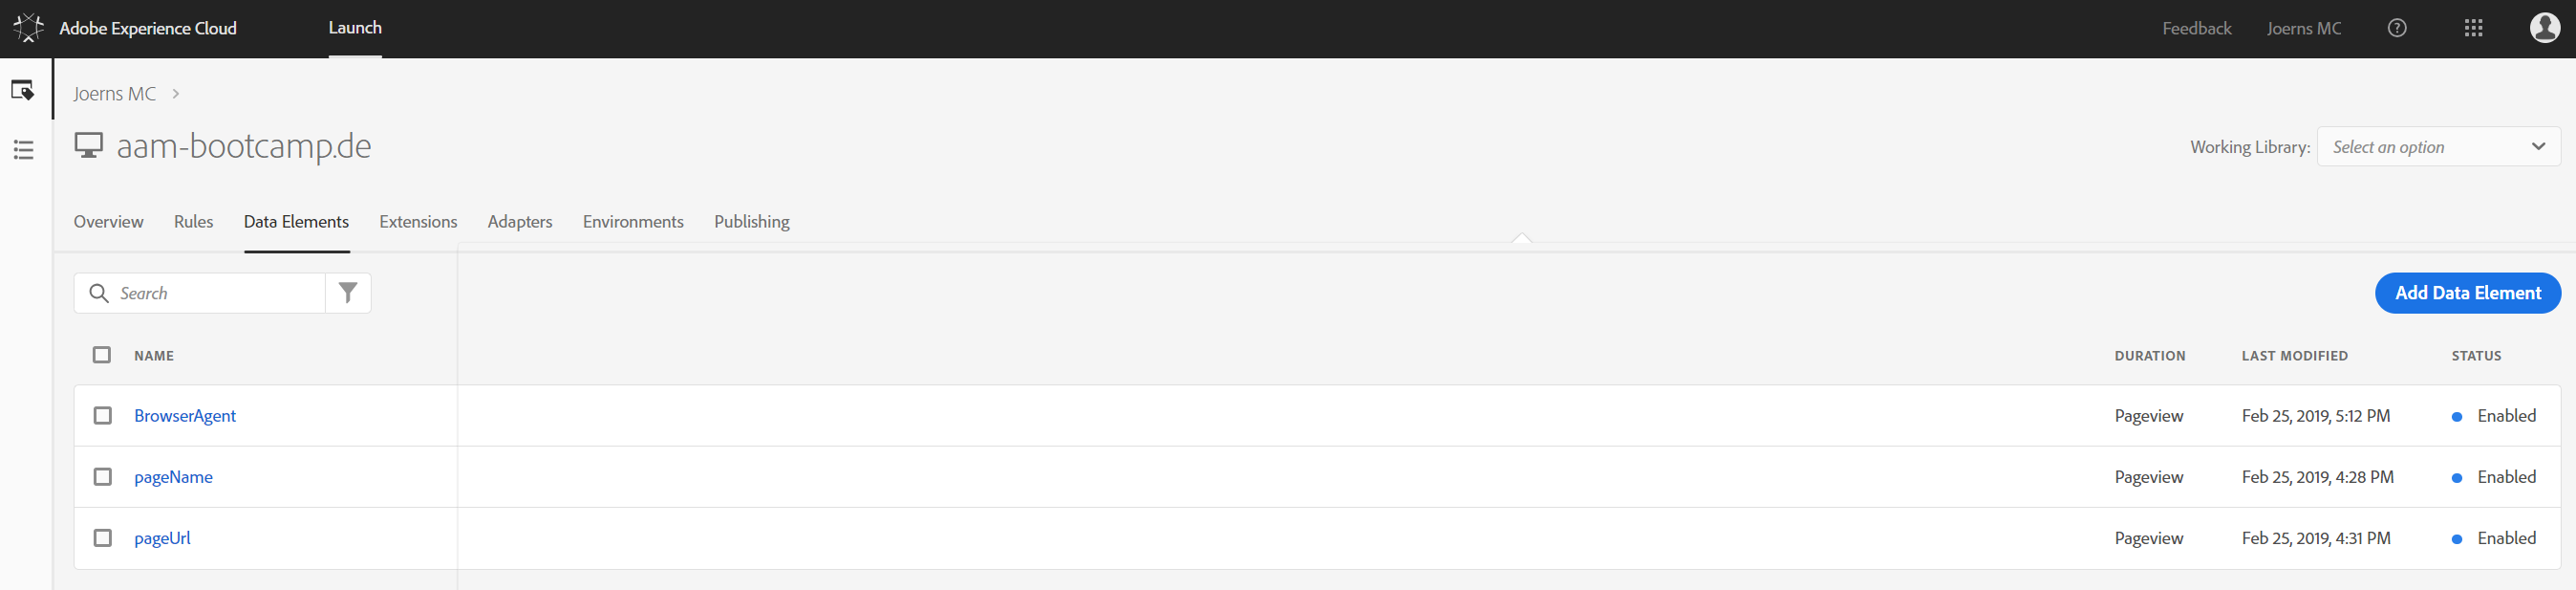 Adobe Experience Cloud Launch Feedback Joerns MC
Joerns MC
aam-bootcamp.de
Working Library: Select an option
Overview Rules Data Elements Extensions Adapters Environments Publishing
Search Add Data Element
NAME DURATION LAST MODIFIED STATUS
BrowserAgent Pageview Feb 25, 2019, 5:12 PM Enabled
pageName Pageview Feb 25, 2019, 4:28 PM Enabled
pageUrl Pageview Feb 25, 2019, 4:31 PM Enabled